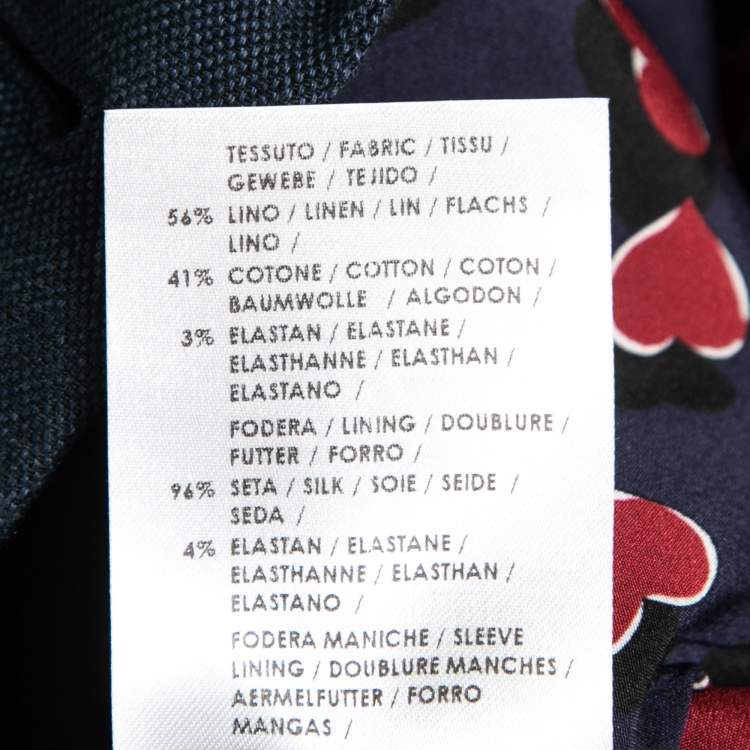 TESSUTO / FABRIC / TISSU /
GEWEBE / TEJIDO /
56% LINO / LINEN / LIN / FLACHS /
LINO /
41% COTONE / COTTON / COTON /
BAUMWOLLE / ALGODON /
3% ELASTAN / ELASTANE /
ELASTHANNE / ELASTHAN /
ELASTANO /
FODERA / LINING / DOUBLURE /
FUTTER / FORRO /
96% SETA / SILK / SOIE / SEIDE /
SEDA /
4% ELASTAN / ELASTANE /
ELASTHANNE / ELASTHAN /
ELASTANO /
FODERA MANICHE / SLEEVE
LINING / DOUBLURE MANCHES /
AERMELFUTTER / FORRO
MANGAS /